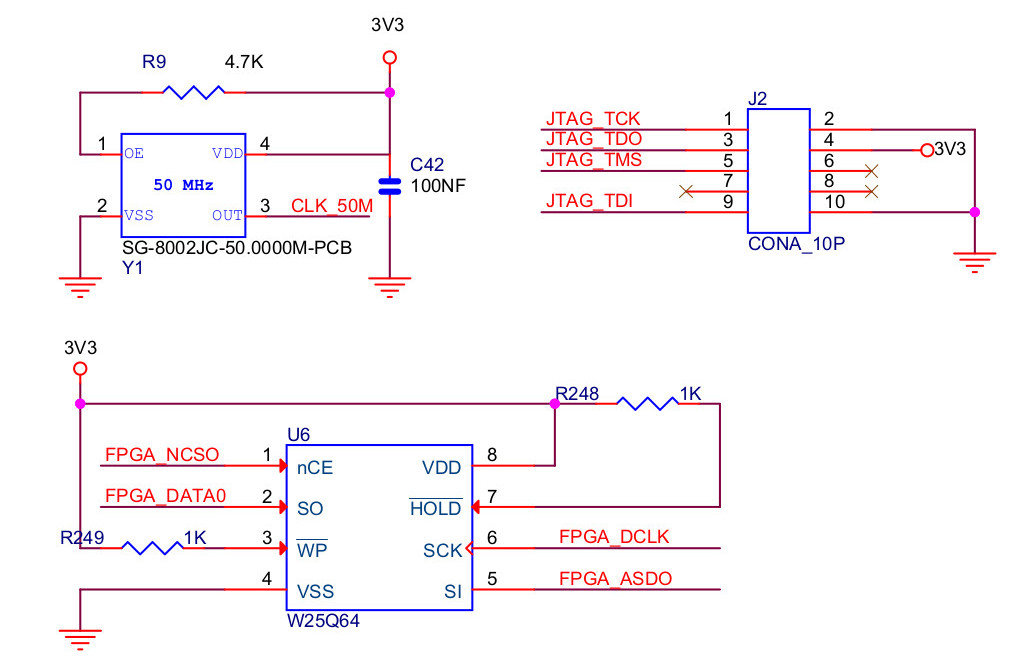 3V3
R9 4.7K
1 OE VDD 4
50 MHz
C42
100NF
2 VSS OUT 3 CLK_50M
SG-8002JC-50.0000M-PCB
Y1
J2
JTAG_TCK 1 2
JTAG_TDO 3 4 3V3
JTAG_TMS 5 6
7 8
JTAG_TDI 9 10
CONA_10P
3V3
R248 1K
U6
FPGA_NCSO 1 nCE VDD 8
FPGA_DATA0 2 SO HOLD 7
R249 1K 3 WP SCK 6 FPGA_DCLK
4 VSS SI 5 FPGA_ASDO
W25Q64